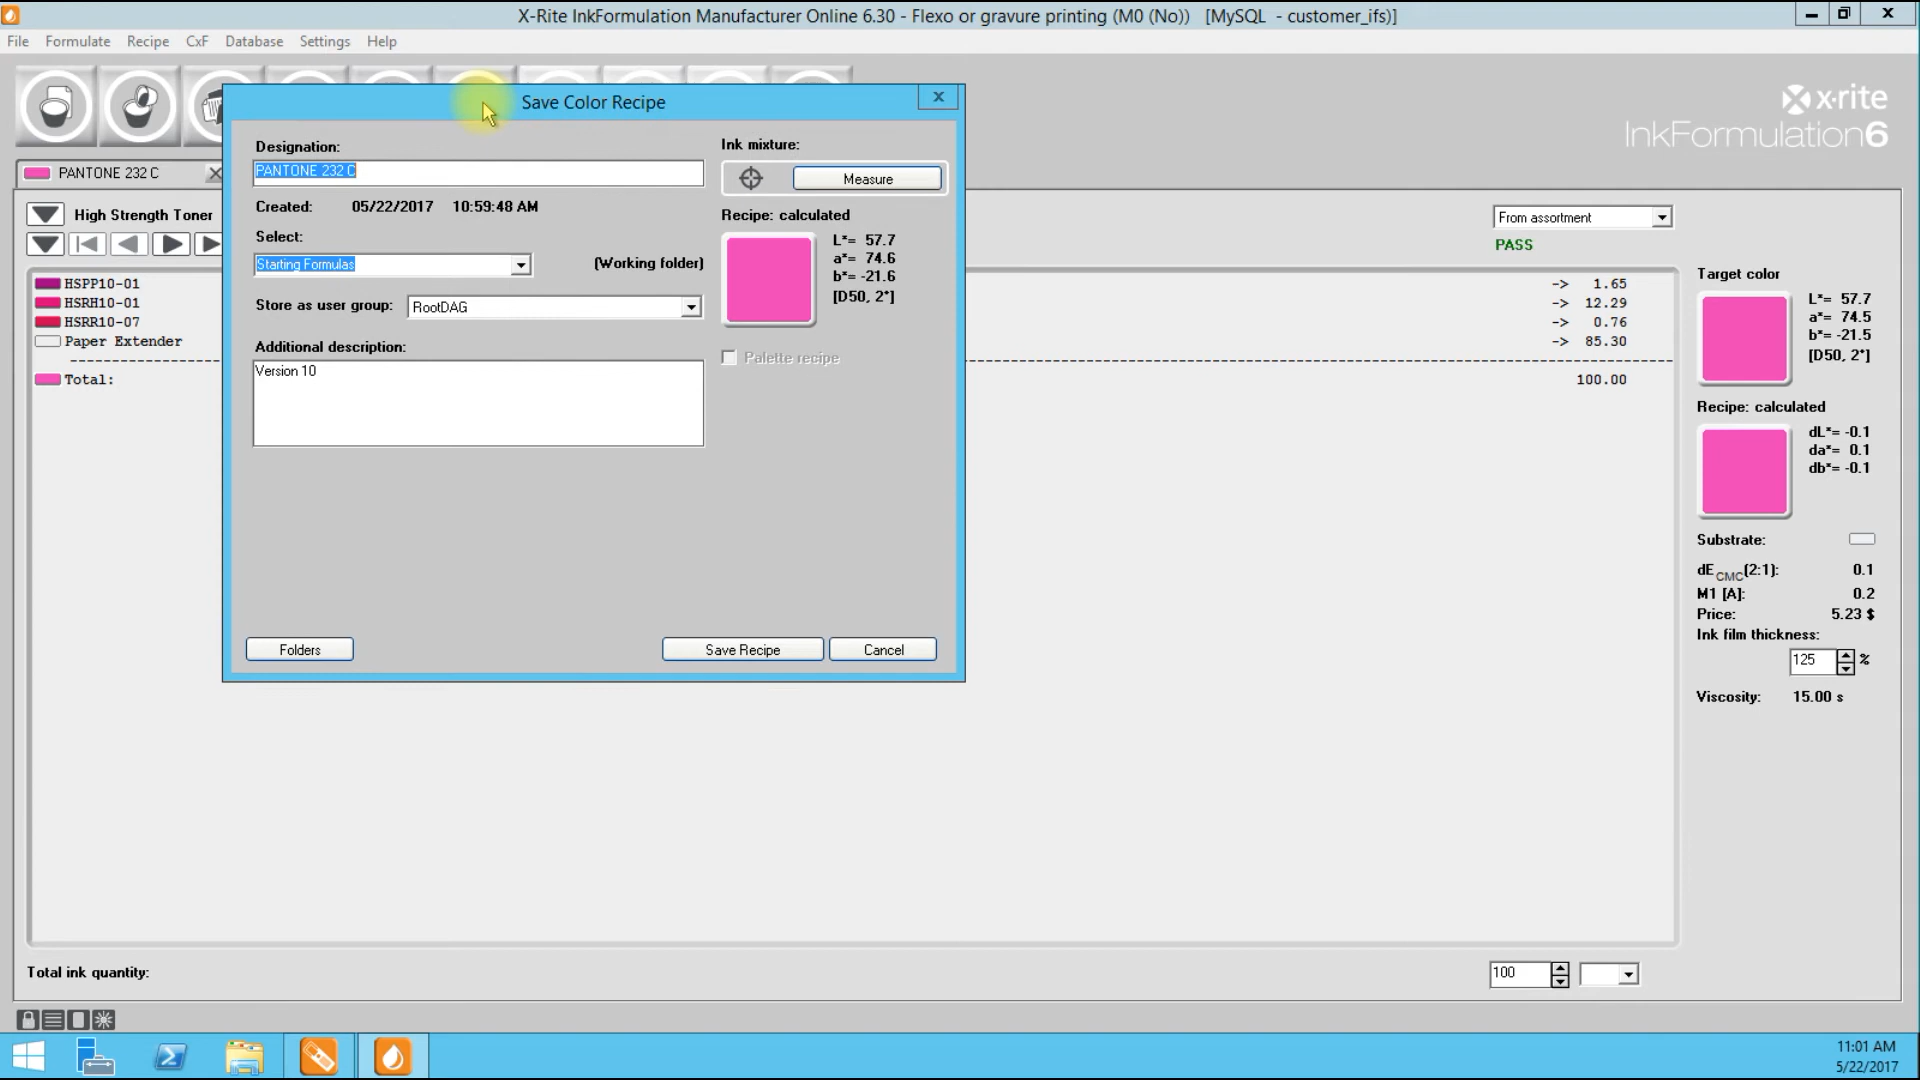 X-Rite InkFormulation Manufacturer Online 6.30 - Flexo or gravure printing (M0 (No)) [MySQL - customer_ifs)]
File Formulate Recipe CxF Database Settings Help
x·rite
InkFormulation6
PANTONE 232 C
High Strength Toner
From assortment
PASS
HSPP10-01 -> 1.65
HSRH10-01 -> 12.29
HSRR10-07 -> 0.76
Paper Extender -> 85.30
Total: 100.00
Save Color Recipe
Designation:
PANTONE 232 C
Created: 05/22/2017 10:59:48 AM
Select:
Starting Formulas (Working folder)
Store as user group: RootDAG
Additional description:
Version 10
Ink mixture:
Measure
Recipe: calculated
L*= 57.7
a*= 74.6
b*= -21.6
[D50, 2°]
Palette recipe
Folders Save Recipe Cancel
Target color
L*= 57.7
a*= 74.5
b*= -21.5
[D50, 2°]
Recipe: calculated
dL*= -0.1
da*= 0.1
db*= -0.1
Substrate:
dE CMC(2:1): 0.1
M1 [A]: 0.2
Price: 5.23 $
Ink film thickness:
125 %
Viscosity: 15.00 s
Total ink quantity: 100
11:01 AM
5/22/2017